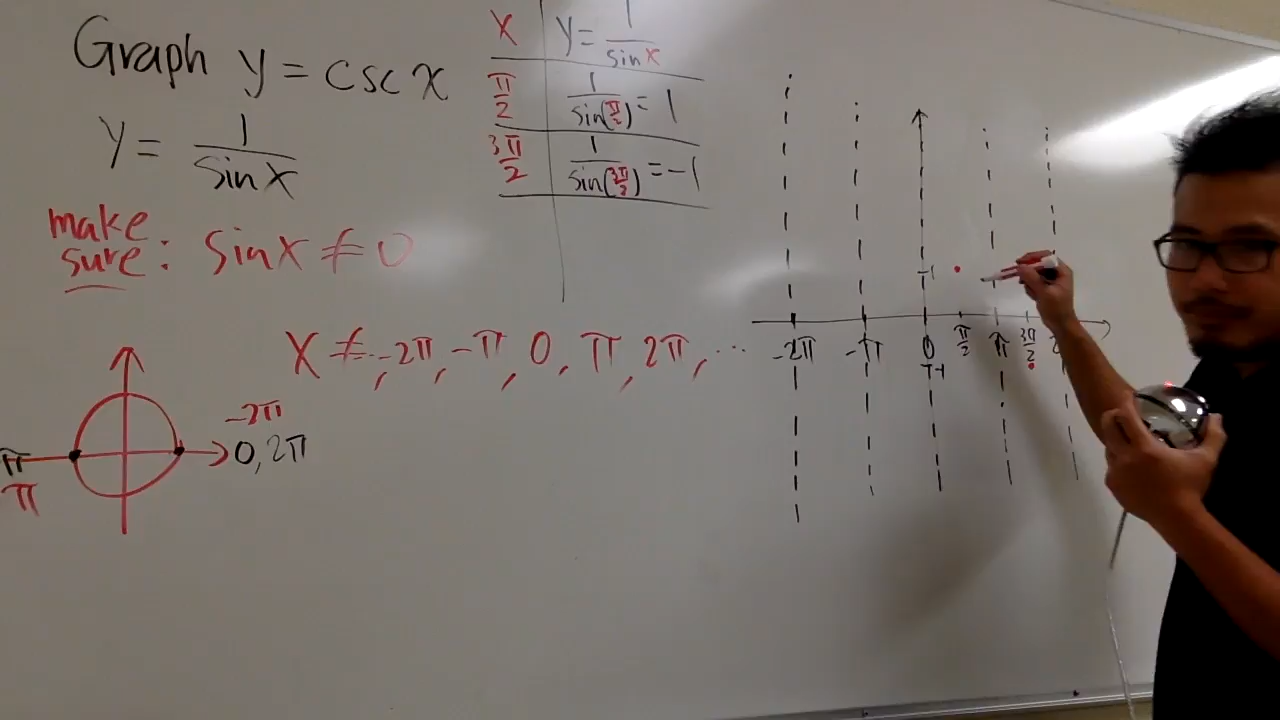 Graph y = csc x
y = 1/sin x
make sure: sin x ≠ 0
x ≠ ..., -2π, -π, 0, π, 2π, ...
x | y = 1/sin x
π/2 | 1/sin(π/2) = 1
3π/2 | 1/sin(3π/2) = -1
-2π
0, 2π
π
π
1
-2π -π 0 π/2 π 3π/2 2
-1